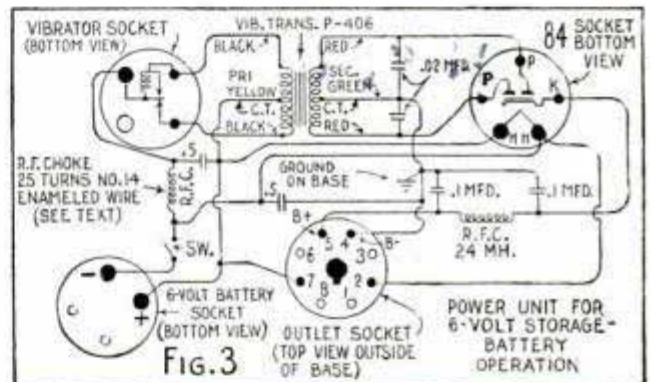 VIBRATOR SOCKET
(BOTTOM VIEW)
VIB. TRANS. P-406
BLACK
RED
PRI
YELLOW
C.T.
BLACK
SEC.
GREEN
C.T.
RED
.02 MFD.
84 SOCKET
BOTTOM
VIEW
P
P
K
H H
.5
R.F. CHOKE
25 TURNS NO.14
ENAMELED WIRE
(SEE TEXT)
R.F.C.
GROUND
ON BASE
.5
.1 MFD.
.1 MFD.
R.F.C.
24 MH.
SW.
B+
B-
5 4
6 3
7 2
8 1
-
+
6-VOLT BATTERY
SOCKET
(BOTTOM VIEW)
OUTLET SOCKET
(TOP VIEW OUTSIDE
OF BASE)
FIG. 3
POWER UNIT FOR
6-VOLT STORAGE-
BATTERY
OPERATION